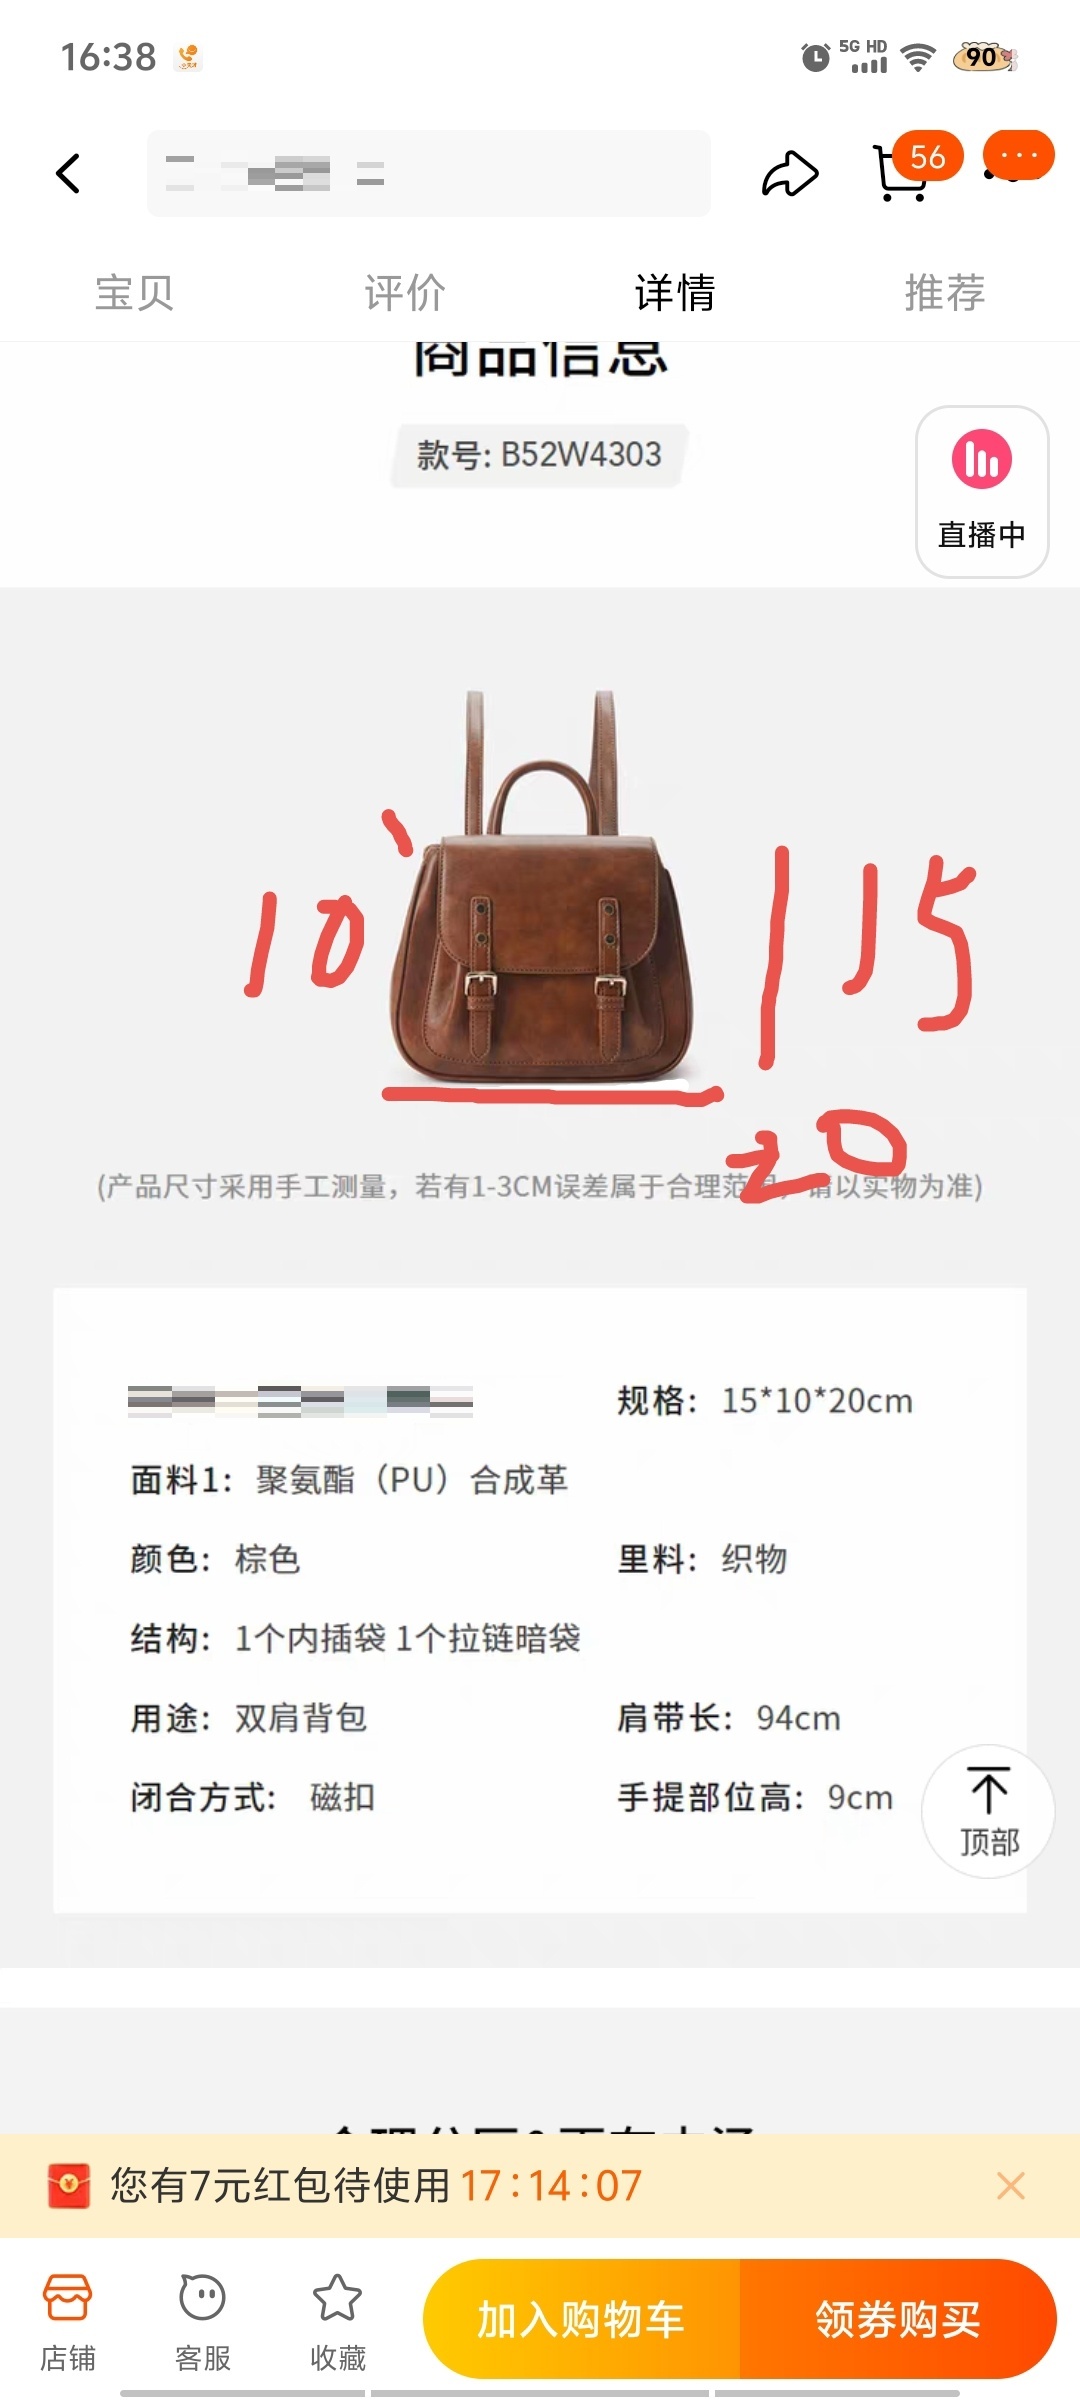 16:38
5G HD
90
56
宝贝 评价 详情 推荐
商品信息
款号: B52W4303
直播中
10
15
20
(产品尺寸采用手工测量，若有1-3CM误差属于合理范围，请以实物为准)
规格: 15*10*20cm
面料1: 聚氨酯（PU）合成革
颜色: 棕色 里料: 织物
结构: 1个内插袋 1个拉链暗袋
用途: 双肩背包 肩带长: 94cm
闭合方式: 磁扣 手提部位高: 9cm
顶部
您有7元红包待使用 17:14:07
店铺 客服 收藏 加入购物车 领券购买